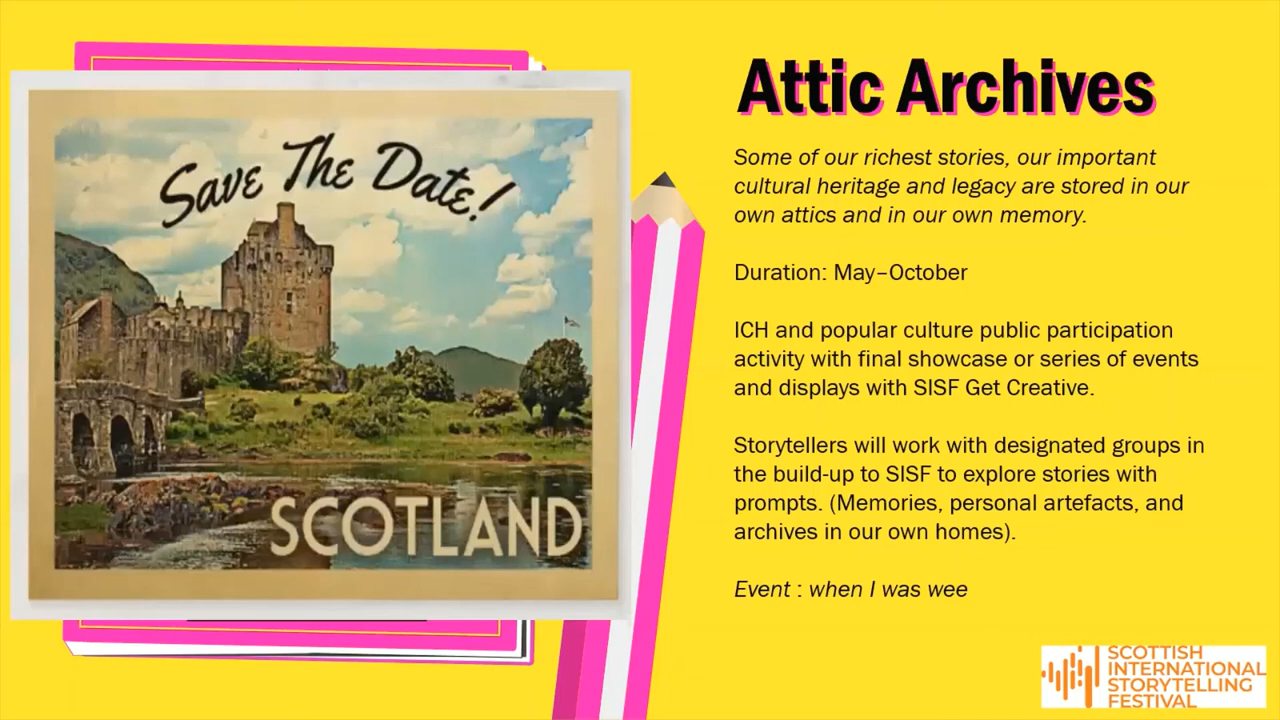 Save The Date!
SCOTLAND
Attic Archives
Some of our richest stories, our important
cultural heritage and legacy are stored in our
own attics and in our own memory.
Duration: May–October
ICH and popular culture public participation
activity with final showcase or series of events
and displays with SISF Get Creative.
Storytellers will work with designated groups in
the build-up to SISF to explore stories with
prompts. (Memories, personal artefacts, and
archives in our own homes).
Event : when I was wee
SCOTTISH
INTERNATIONAL
STORYTELLING
FESTIVAL